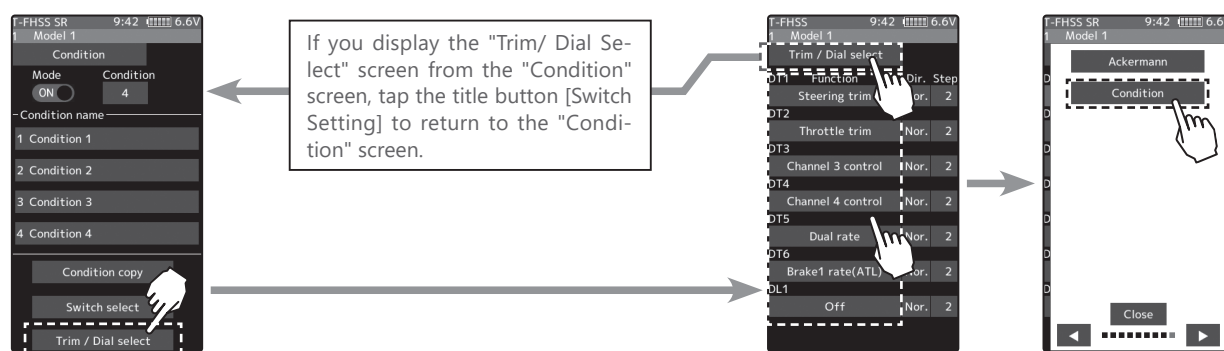 T-FHSS SR 9:42 6.6V
1 Model 1
Condition
Mode Condition
ON 4
Condition name
1 Condition 1
2 Condition 2
3 Condition 3
4 Condition 4
Condition copy
Switch select
Trim / Dial select
If you display the "Trim/ Dial Se-
lect" screen from the "Condition"
screen, tap the title button [Switch
Setting] to return to the "Condi-
tion" screen.
T-FHSS 9:42 6.6V
1 Model 1
Trim / Dial select
DT1 Function Dir. Step
Steering trim 2
DT2
Throttle trim Nor. 2
DT3
Channel 3 control Nor. 2
DT4
Channel 4 control Nor. 2
DT5
Dual rate Nor. 2
DT6
Brake1 rate(ATL) 2
DL1
Off Nor. 2
T-FHSS SR 9:42 6.6
1 Model 1
Ackermann
Condition
Close